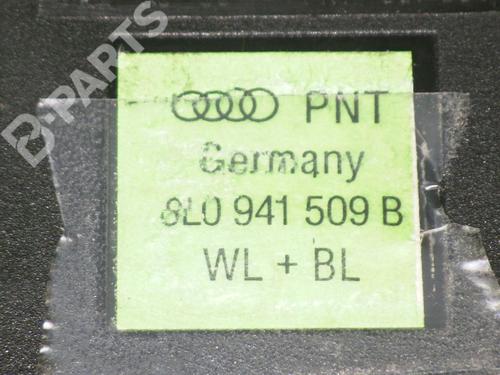 B-PARTS
PNT
Germany
8L0 941 509 B
WL + BL